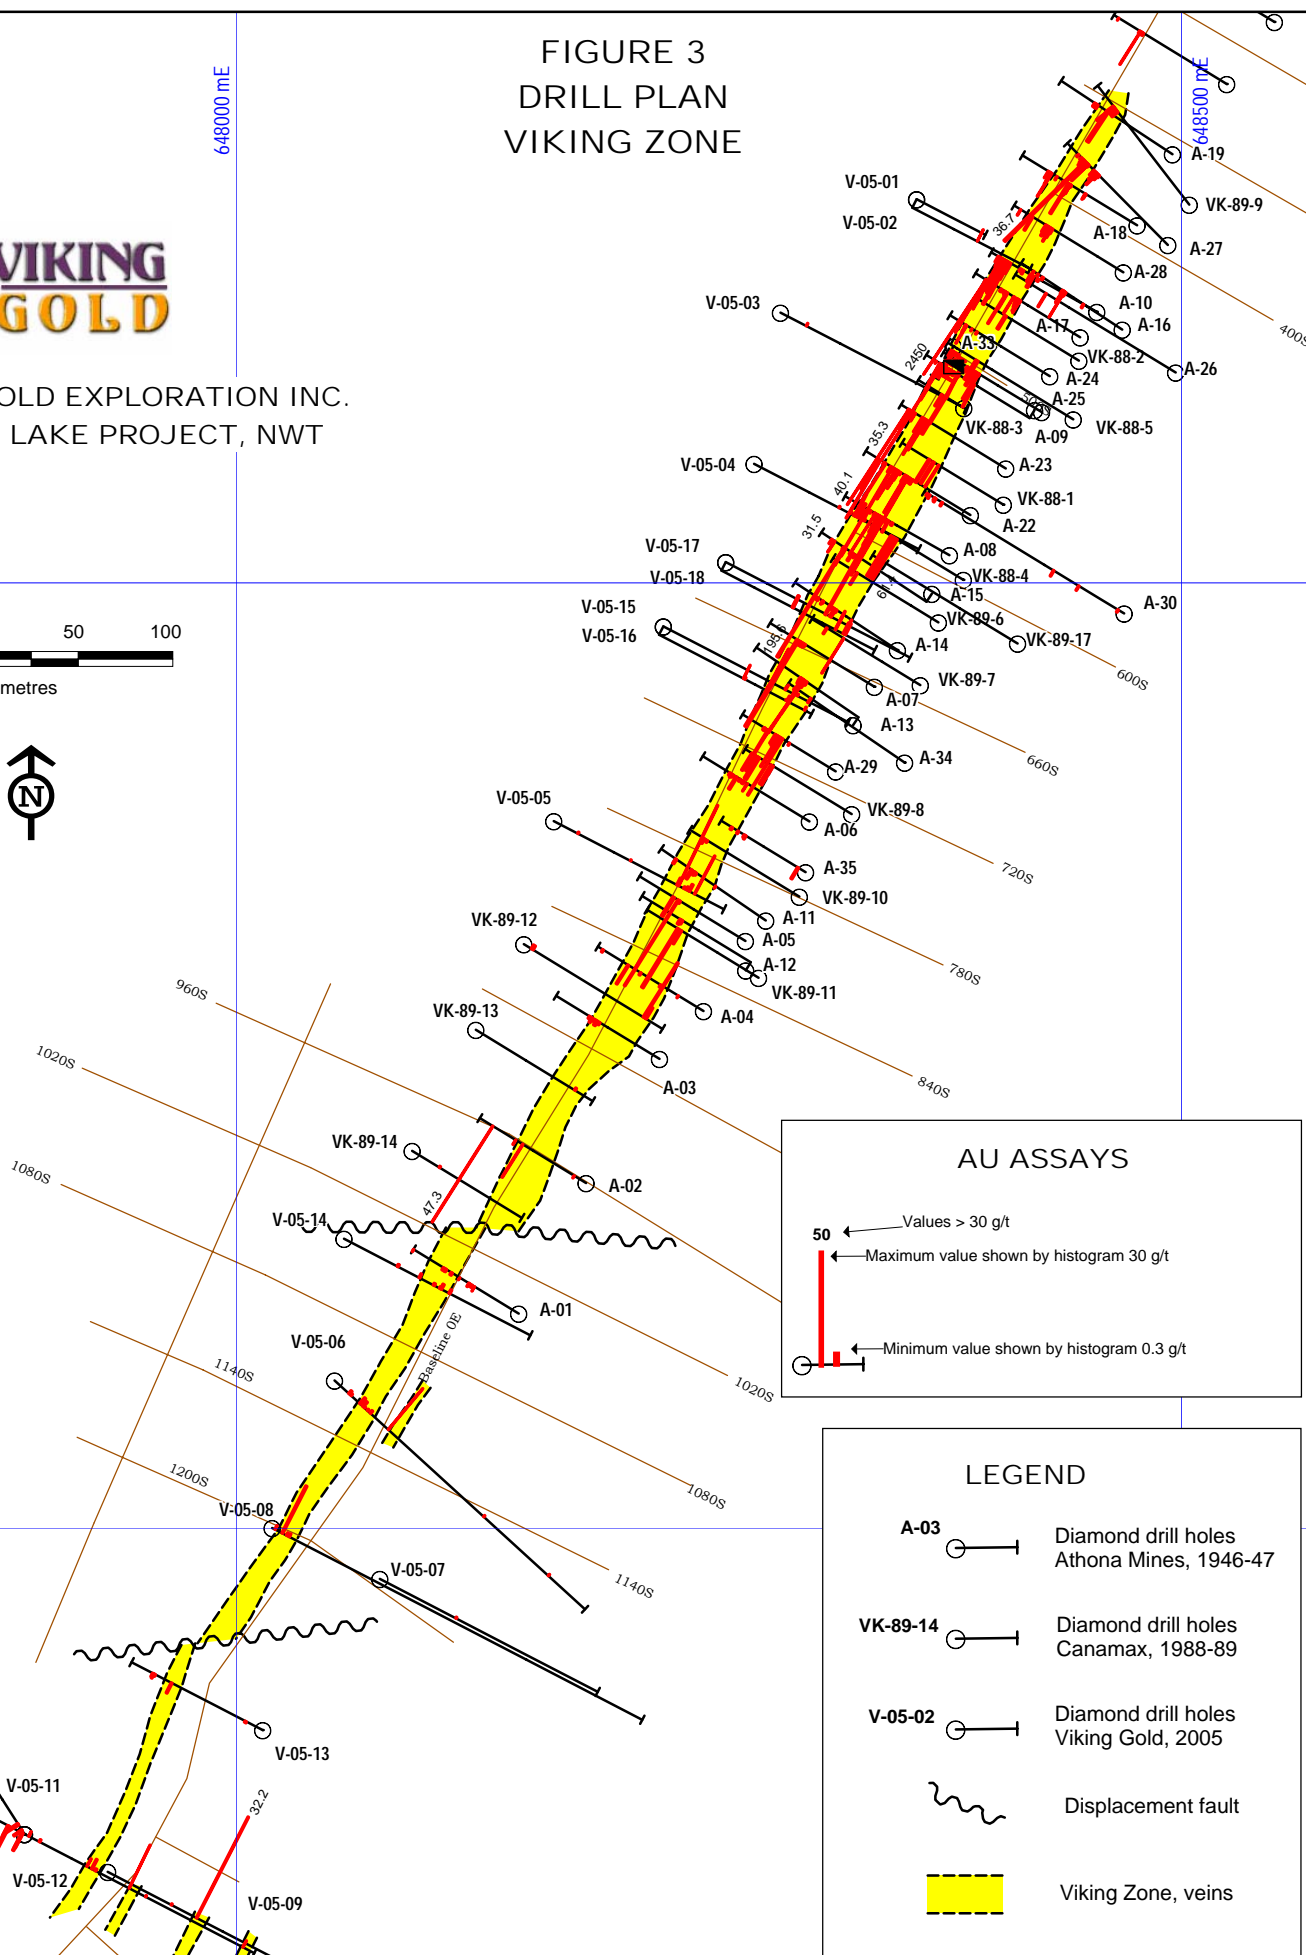 FIGURE 3
DRILL PLAN
VIKING ZONE
648000 mE
648500 mE
VIKING
GOLD
OLD EXPLORATION INC.
LAKE PROJECT, NWT
50 100
metres
N
A-19
VK-89-9
V-05-01
V-05-02
36.7
A-18
A-27
A-28
V-05-03
A-10
A-17
A-16
400S
A-33
2450
VK-88-2
A-26
A-24
A-25
VK-88-3
A-09
VK-88-5
35.3
A-23
V-05-04
40.1
VK-88-1
A-22
31.5
V-05-17
A-08
V-05-18
VK-88-4
A-15
A-30
V-05-15
V-05-16
VK-89-6
195.5
A-14
VK-89-17
600S
VK-89-7
A-07
A-13
A-34
660S
A-29
V-05-05
VK-89-8
A-06
A-35
720S
VK-89-10
VK-89-12
A-11
A-05
A-12
780S
VK-89-11
960S
VK-89-13
A-04
1020S
A-03
840S
VK-89-14
1080S
A-02
47.3
V-05-14
A-01
V-05-06
Baseline 0E
1140S
1020S
1200S
1080S
V-05-08
V-05-07
1140S
V-05-13
V-05-11
32.2
V-05-12
V-05-09
AU ASSAYS
50
Values > 30 g/t
Maximum value shown by histogram 30 g/t
Minimum value shown by histogram 0.3 g/t
LEGEND
A-03
Diamond drill holes
Athona Mines, 1946-47
VK-89-14
Diamond drill holes
Canamax, 1988-89
V-05-02
Diamond drill holes
Viking Gold, 2005
Displacement fault
Viking Zone, veins